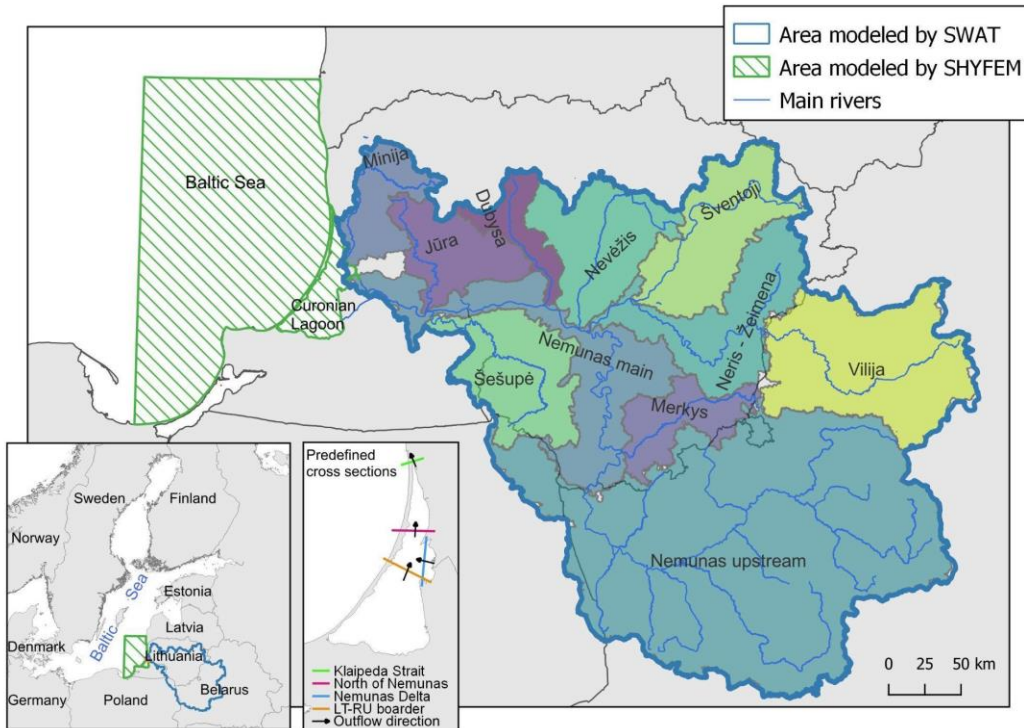 Area modeled by SWAT
Area modeled by SHYFEM
Main rivers
Baltic Sea
Curonian
Lagoon
Minija
Jūra
Dubysa
Nevėžis
Šventoji
Neris - Žeimena
Vilija
Nemunas main
Šešupė
Merkys
Nemunas upstream
0 25 50 km
Sweden
Finland
Norway
Baltic Sea
Estonia
Latvia
Denmark
Lithuania
Belarus
Germany
Poland
Predefined
cross sections
Klaipeda Strait
North of Nemunas
Nemunas Delta
LT-RU boarder
Outflow direction